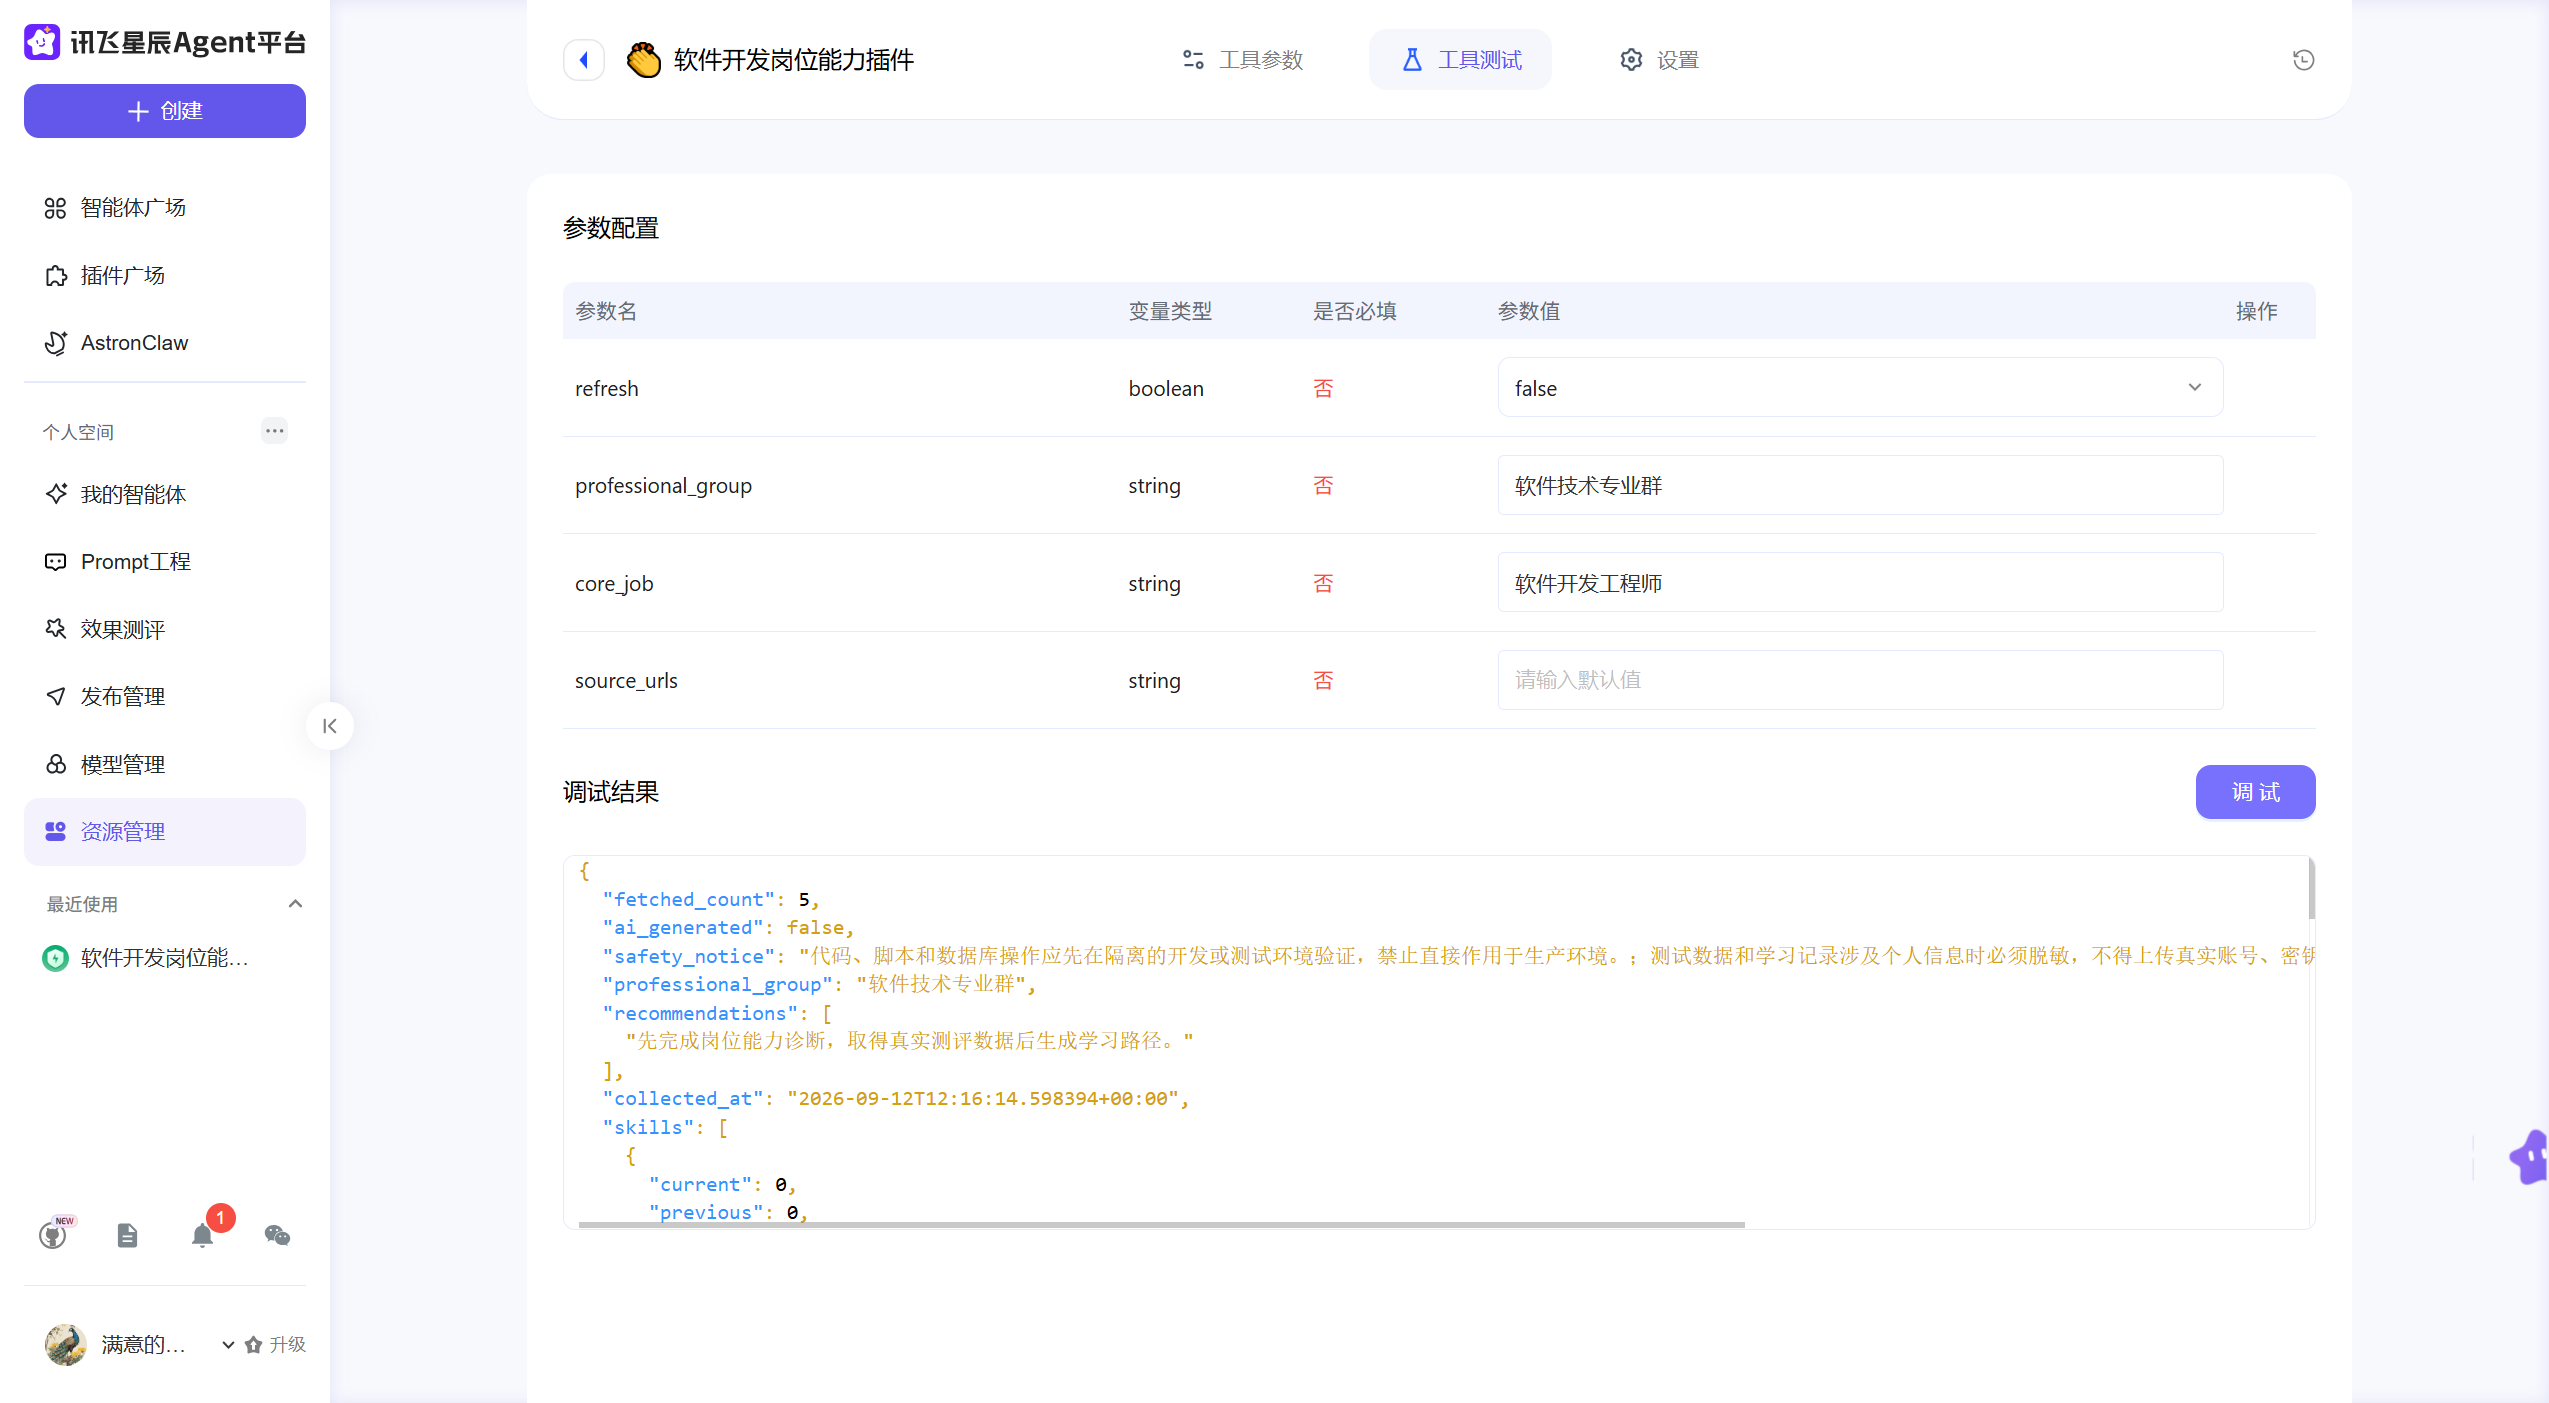 讯飞星辰Agent平台
创建
智能体广场
插件广场
AstronClaw
个人空间
我的智能体
Prompt工程
效果测评
发布管理
模型管理
资源管理
最近使用
软件开发岗位能...
NEW
1
满意的...
升级
软件开发岗位能力插件
工具参数
工具测试
设置
参数配置
参数名 变量类型 是否必填 参数值 操作
refresh boolean 否 false
professional_group string 否 软件技术专业群
core_job string 否 软件开发工程师
source_urls string 否 请输入默认值
调试结果
调 试
{
"fetched_count": 5,
"ai_generated": false,
"safety_notice": "代码、脚本和数据库操作应先在隔离的开发或测试环境验证，禁止直接作用于生产环境。；测试数据和学习记录涉及个人信息时必须脱敏，不得上传真实账号、密钥
"professional_group": "软件技术专业群",
"recommendations": [
"先完成岗位能力诊断，取得真实测评数据后生成学习路径。"
],
"collected_at": "2026-09-12T12:16:14.598394+00:00",
"skills": [
{
"current": 0,
"previous": 0,